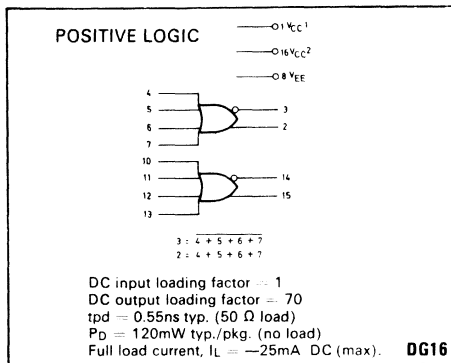 POSITIVE LOGIC
1 VCC1
16 VCC2
8 VEE
4
5
6
7
3
2
10
11
12
13
14
15
3 = 4 + 5 + 6 + 7
2 = 4 + 5 + 6 + 7
DC input loading factor = 1
DC output loading factor = 70
tpd = 0.55ns typ. (50 Ω load)
PD = 120mW typ./pkg. (no load)
Full load current, IL = −25mA DC (max).
DG16